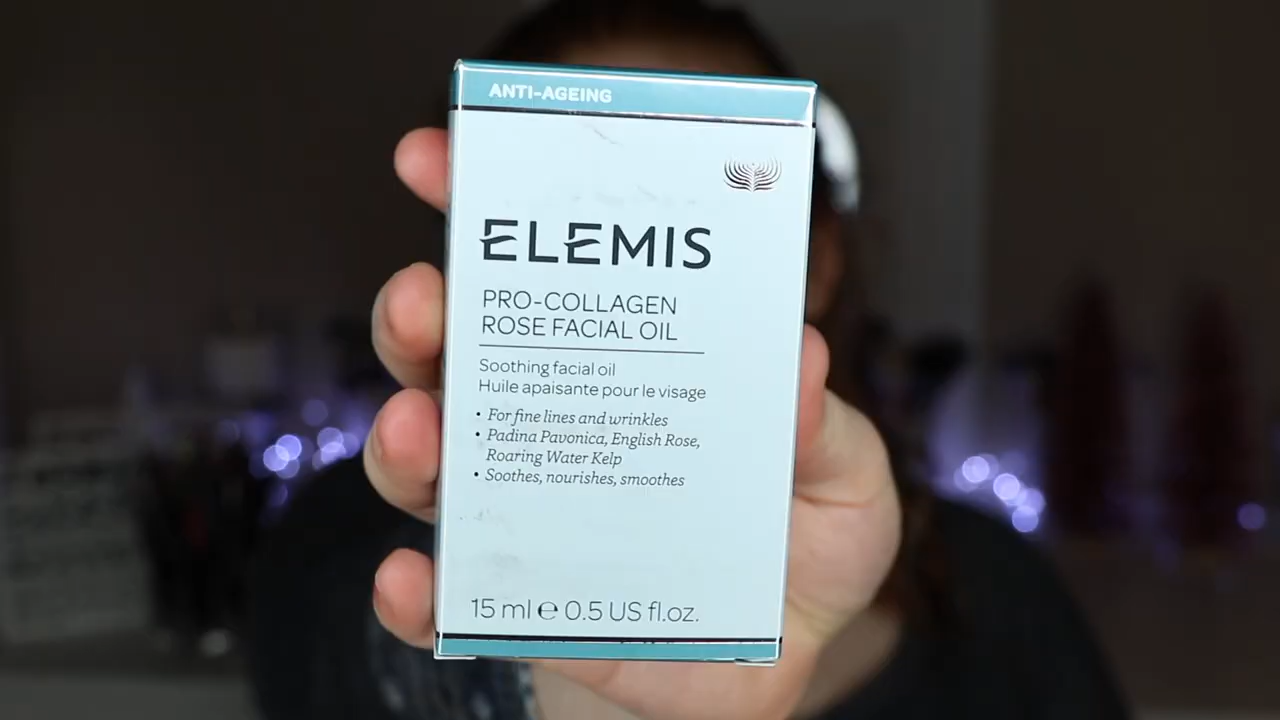 ANTI-AGEING
ELEMIS
PRO-COLLAGEN
ROSE FACIAL OIL
Soothing facial oil
Huile apaisante pour le visage
• For fine lines and wrinkles
• Padina Pavonica, English Rose,
Roaring Water Kelp
• Soothes, nourishes, smoothes
15 ml ℮ 0.5 US fl.oz.